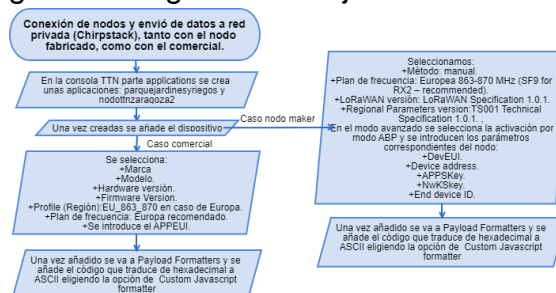 Conexión de nodos y envió de datos a red
privada (Chirpstack), tanto con el nodo
fabricado, como con el comercial.
En la consola TTN parte applications se crea
unas aplicaciones: parquejardinesyriegos y
nodottnzaraqoza2
Una vez creadas se añade el dispositivo
Caso nodo maker
Caso comercial
Se selecciona:
+Marca
+Modelo.
+Hardware versión.
+Firmware Version.
+Profile (Región):EU_863_870 en caso de Europa.
+Plan de frecuencia: Europa recomendado.
+Se introduce el APPEUI.
Una vez añadido se va a Payload Formatters y se
añade el código que traduce de hexadecimal a
ASCII eligiendo la opción de Custom Javascript
formatter
Seleccionamos:
+Método: manual.
+Plan de frecuencia: Europea 863-870 MHz (SF9 for
RX2 – recommended).
+LoRaWAN versión: LoRaWAN Specification 1.0.1.
+Regional Parameters version:TS001 Technical
Specification 1.0.1. ,
En el modo avanzado se selecciona la activación por
modo ABP y se introducen los parámetros
correspondientes del nodo:
+DevEUI.
+Device address.
+APPSKey.
+NwKSkey.
+End device ID.
Una vez añadido se va a Payload Formatters y se
añade el código que traduce de hexadecimal a
ASCII eligiendo la opción de Custom Javascript
formatter